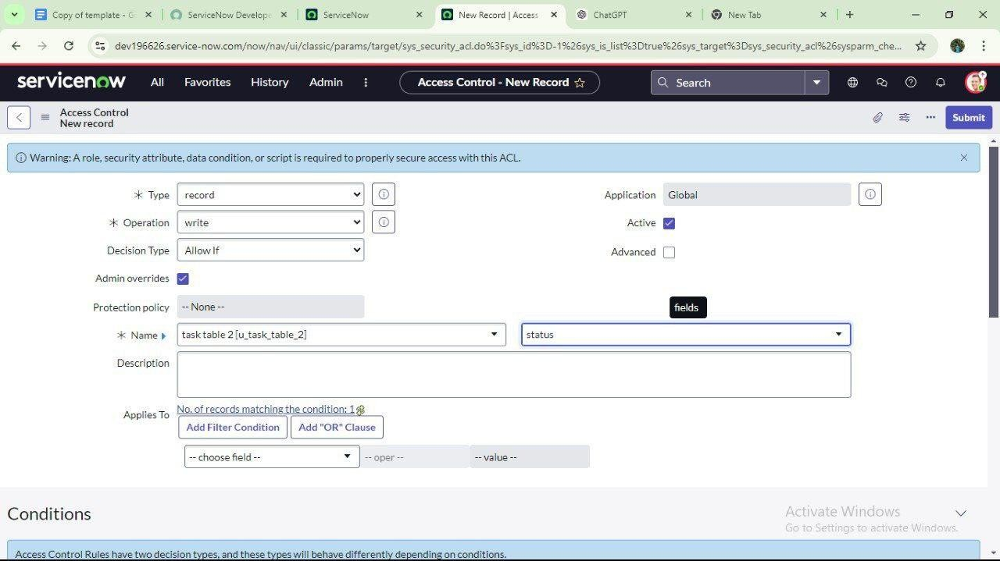 Copy of template - G
ServiceNow Develope
ServiceNow
New Record | Access
ChatGPT
New Tab
dev196626.service-now.com/now/nav/ui/classic/params/target/sys_security_acl.do%3Fsys_id%3D-1%26sys_is_list%3Dtrue%26sys_target%3Dsys_security_acl%26sysparm_che...
servicenow All Favorites History Admin Access Control - New Record Search
Access Control
New record
Submit
Warning: A role, security attribute, data condition, or script is required to properly secure access with this ACL.
Type record Application Global
Operation write Active
Decision Type Allow If Advanced
Admin overrides
Protection policy -- None -- fields
Name task table 2 [u_task_table_2] status
Description
Applies To No. of records matching the condition: 1
Add Filter Condition Add "OR" Clause
-- choose field -- -- oper -- -- value --
Conditions
Activate Windows
Go to Settings to activate Windows.
Access Control Rules have two decision types, and these types will behave differently depending on conditions.